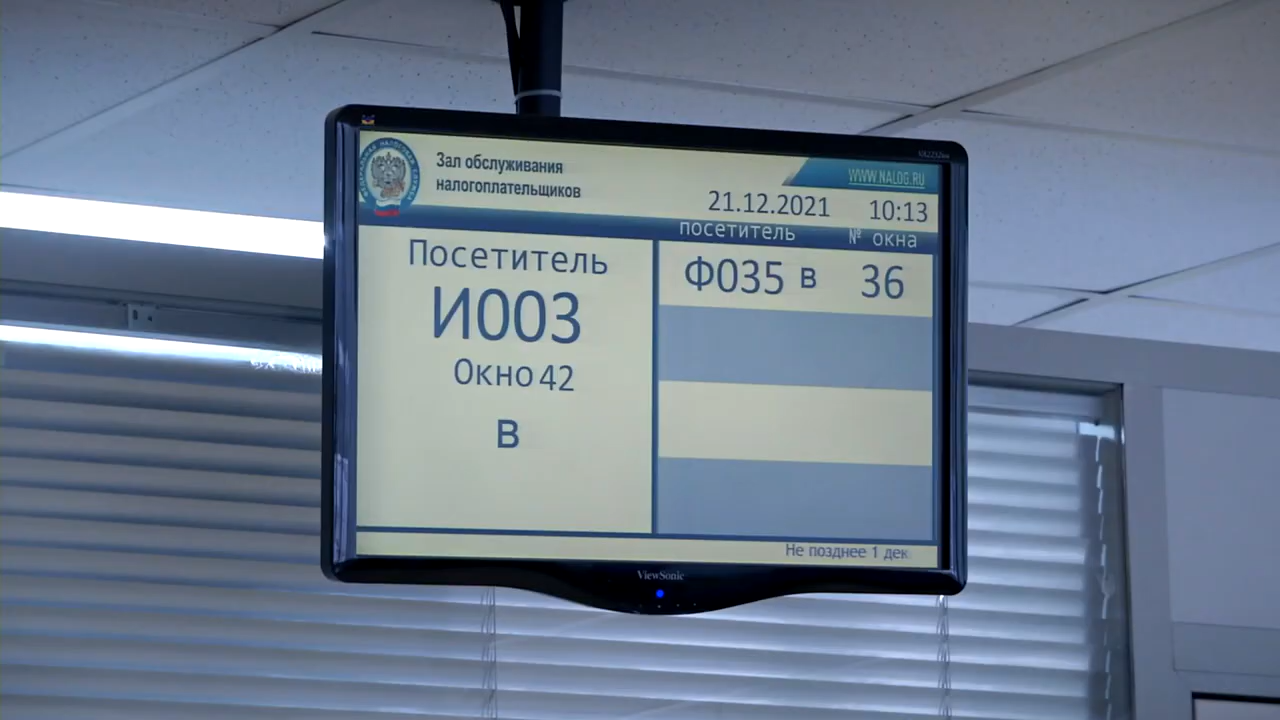 Зал обслуживания
налогоплательщиков
WWW.NALOG.RU
21.12.2021 10:13
посетитель № окна
Посетитель
И003
Окно 42
в
Ф035 в 36
Не позднее 1 дек
ViewSonic